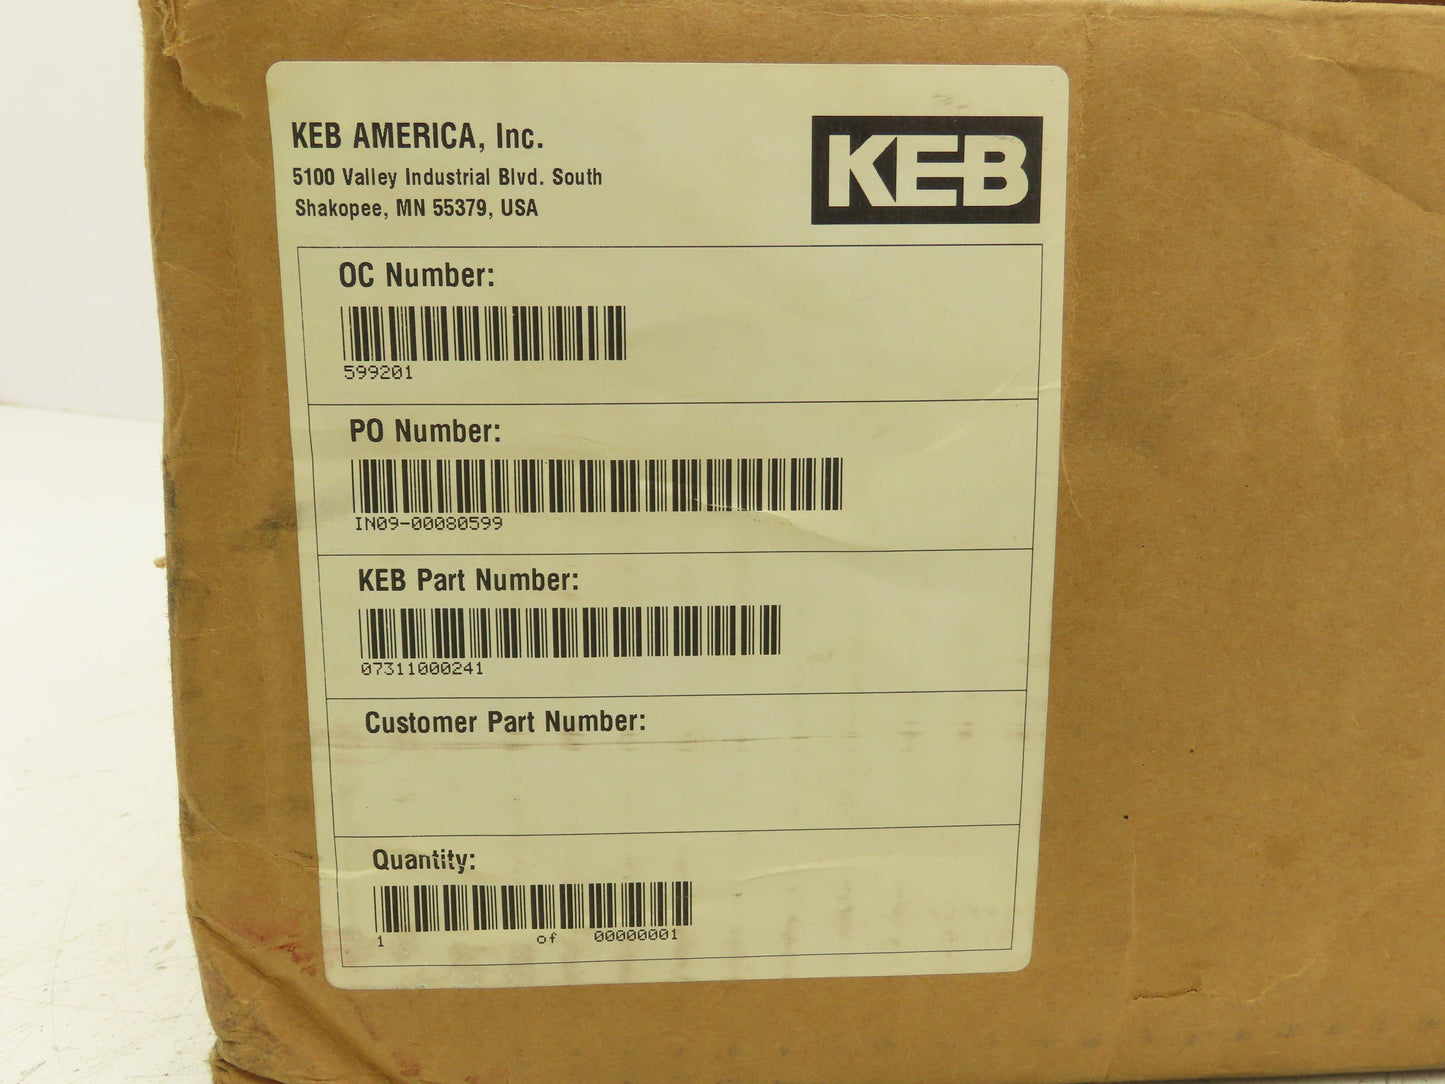 KEB AMERICA, Inc.
5100 Valley Industrial Blvd. South
Shakopee, MN 55379, USA
KEB
OC Number:
599201
PO Number:
IN09-00080599
KEB Part Number:
07311000241
Customer Part Number:
Quantity:
1 of 00000001